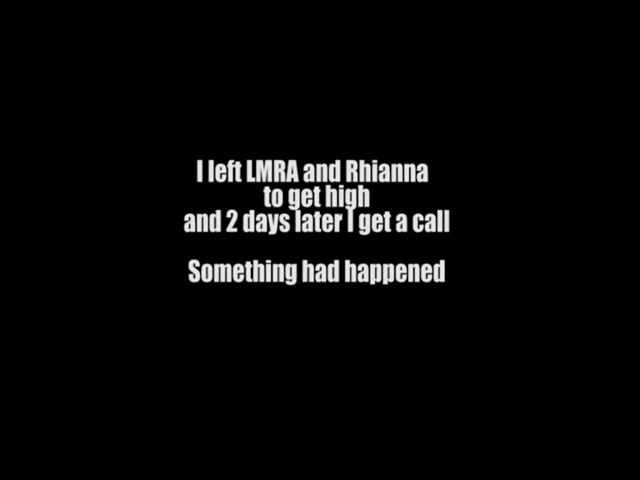 I left LMRA and Rhianna
to get high
and 2 days later I get a call
Something had happened